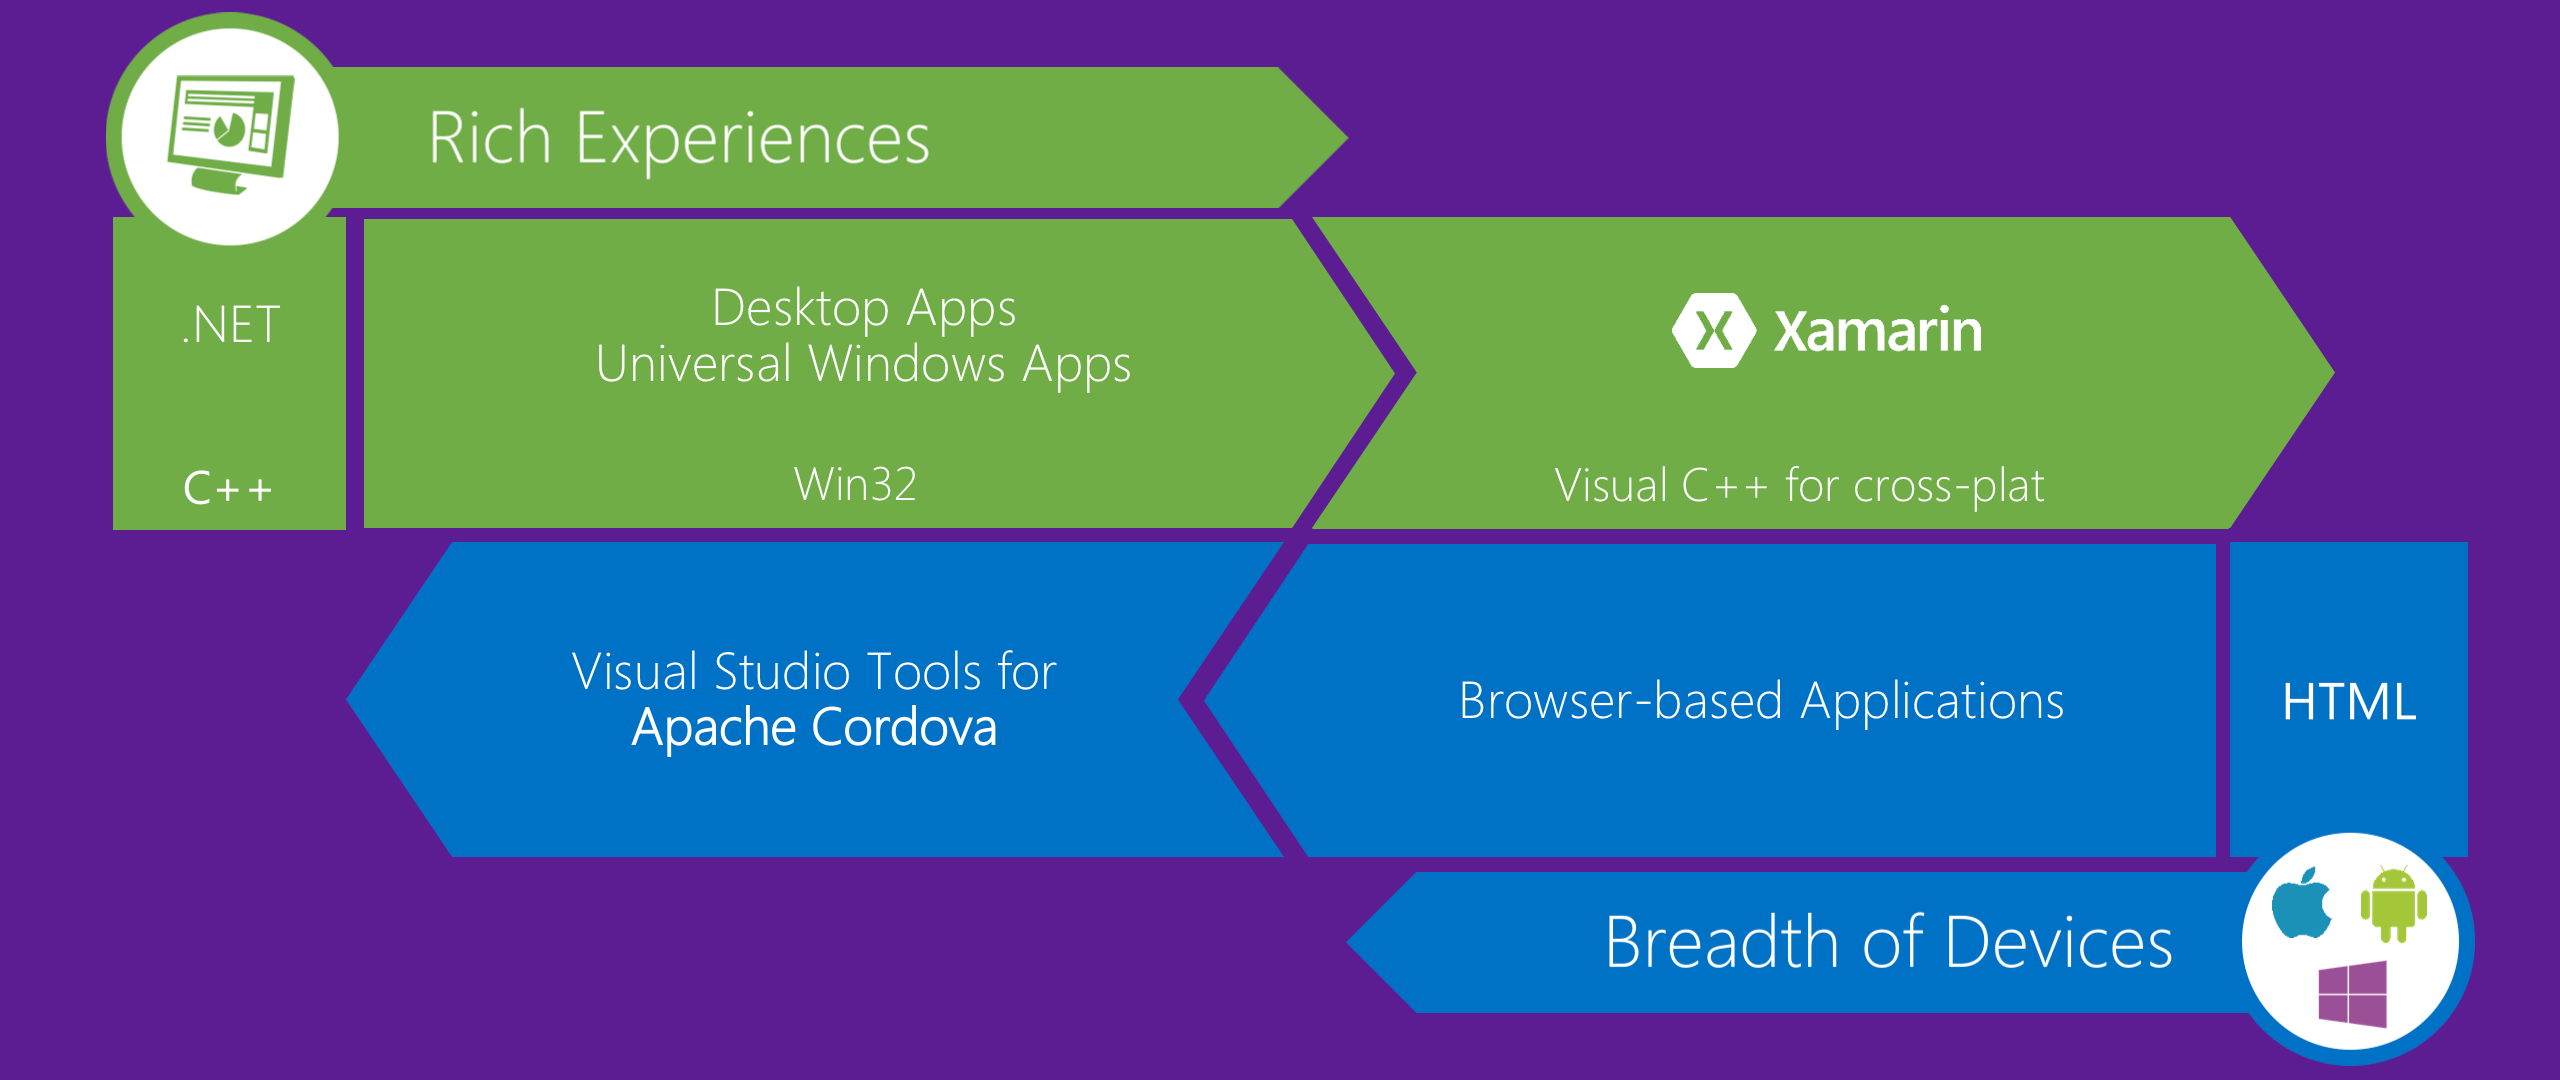 Rich Experiences
.NET
Desktop Apps
Universal Windows Apps
Xamarin
C++
Win32
Visual C++ for cross-plat
Visual Studio Tools for
Apache Cordova
Browser-based Applications
HTML
Breadth of Devices